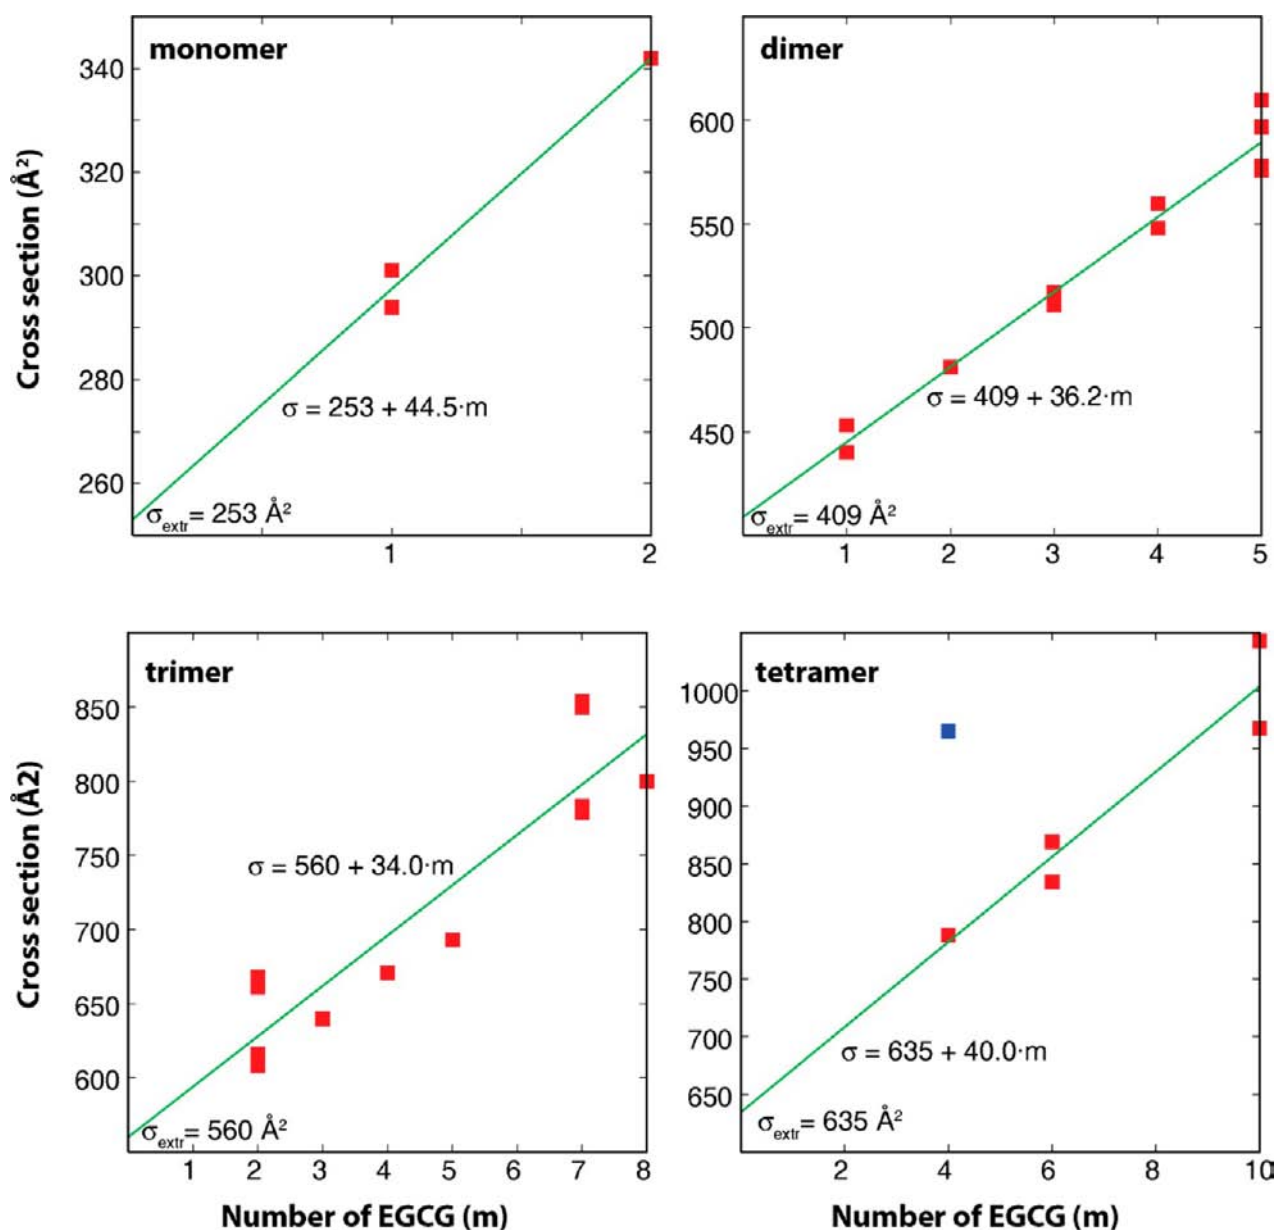 monomer
Cross section (Å²)
340
320
300
280
260
σ = 253 + 44.5·m
σextr= 253 Å²
1
2
dimer
600
550
500
450
σ = 409 + 36.2·m
σextr= 409 Å²
1
2
3
4
5
trimer
Cross section (Å2)
850
800
750
700
650
600
σ = 560 + 34.0·m
σextr= 560 Å²
1
2
3
4
5
6
7
8
Number of EGCG (m)
tetramer
1000
950
900
850
800
750
700
650
σ = 635 + 40.0·m
σextr= 635 Å²
2
4
6
8
10
Number of EGCG (m)